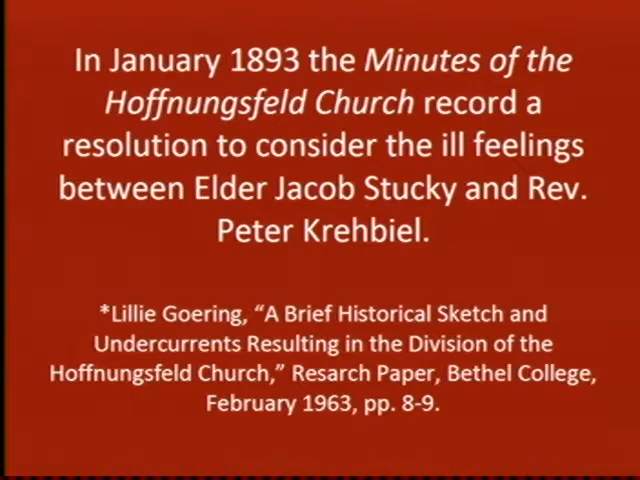 In January 1893 the Minutes of the
Hoffnungsfeld Church record a
resolution to consider the ill feelings
between Elder Jacob Stucky and Rev.
Peter Krehbiel.
*Lillie Goering, “A Brief Historical Sketch and
Undercurrents Resulting in the Division of the
Hoffnungsfeld Church,” Resarch Paper, Bethel College,
February 1963, pp. 8-9.